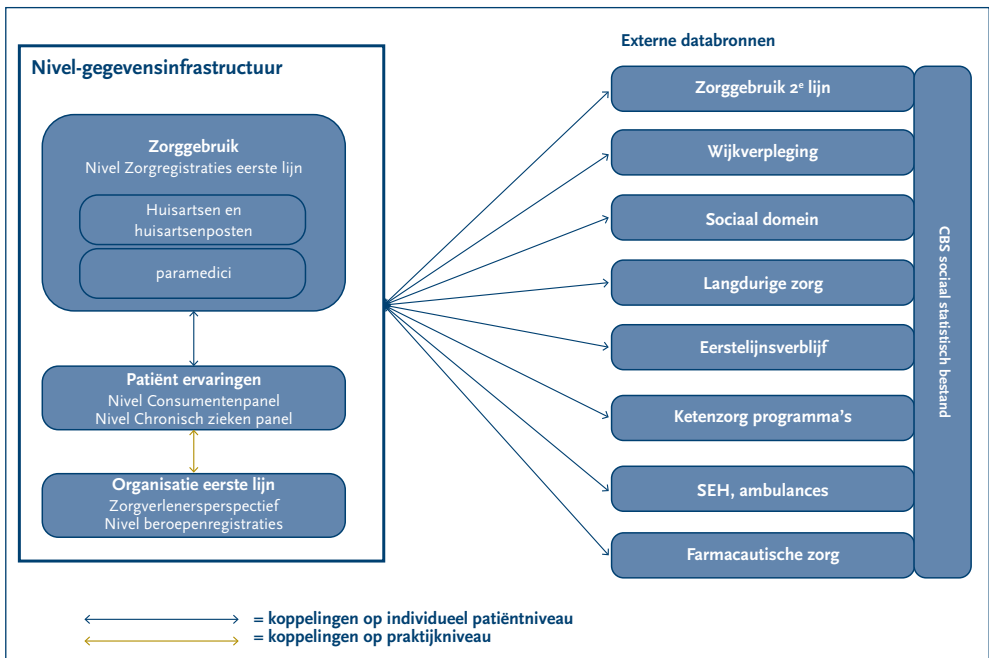 Nivel-gegevensinfrastructuur
Zorggebruik
Nivel Zorgregistraties eerste lijn
Huisartsen en
huisartsenposten
paramedici
Patiënt ervaringen
Nivel Consumentenpanel
Nivel Chronisch zieken panel
Organisatie eerste lijn
Zorgverlenersperspectief
Nivel beroepenregistraties
Externe databronnen
Zorggebruik 2e lijn
Wijkverpleging
Sociaal domein
Langdurige zorg
Eerstelijnsverblijf
Ketenzorg programma's
SEH, ambulances
Farmacautische zorg
CBS sociaal statistisch bestand
= koppelingen op individueel patiëntniveau
= koppelingen op praktijkniveau